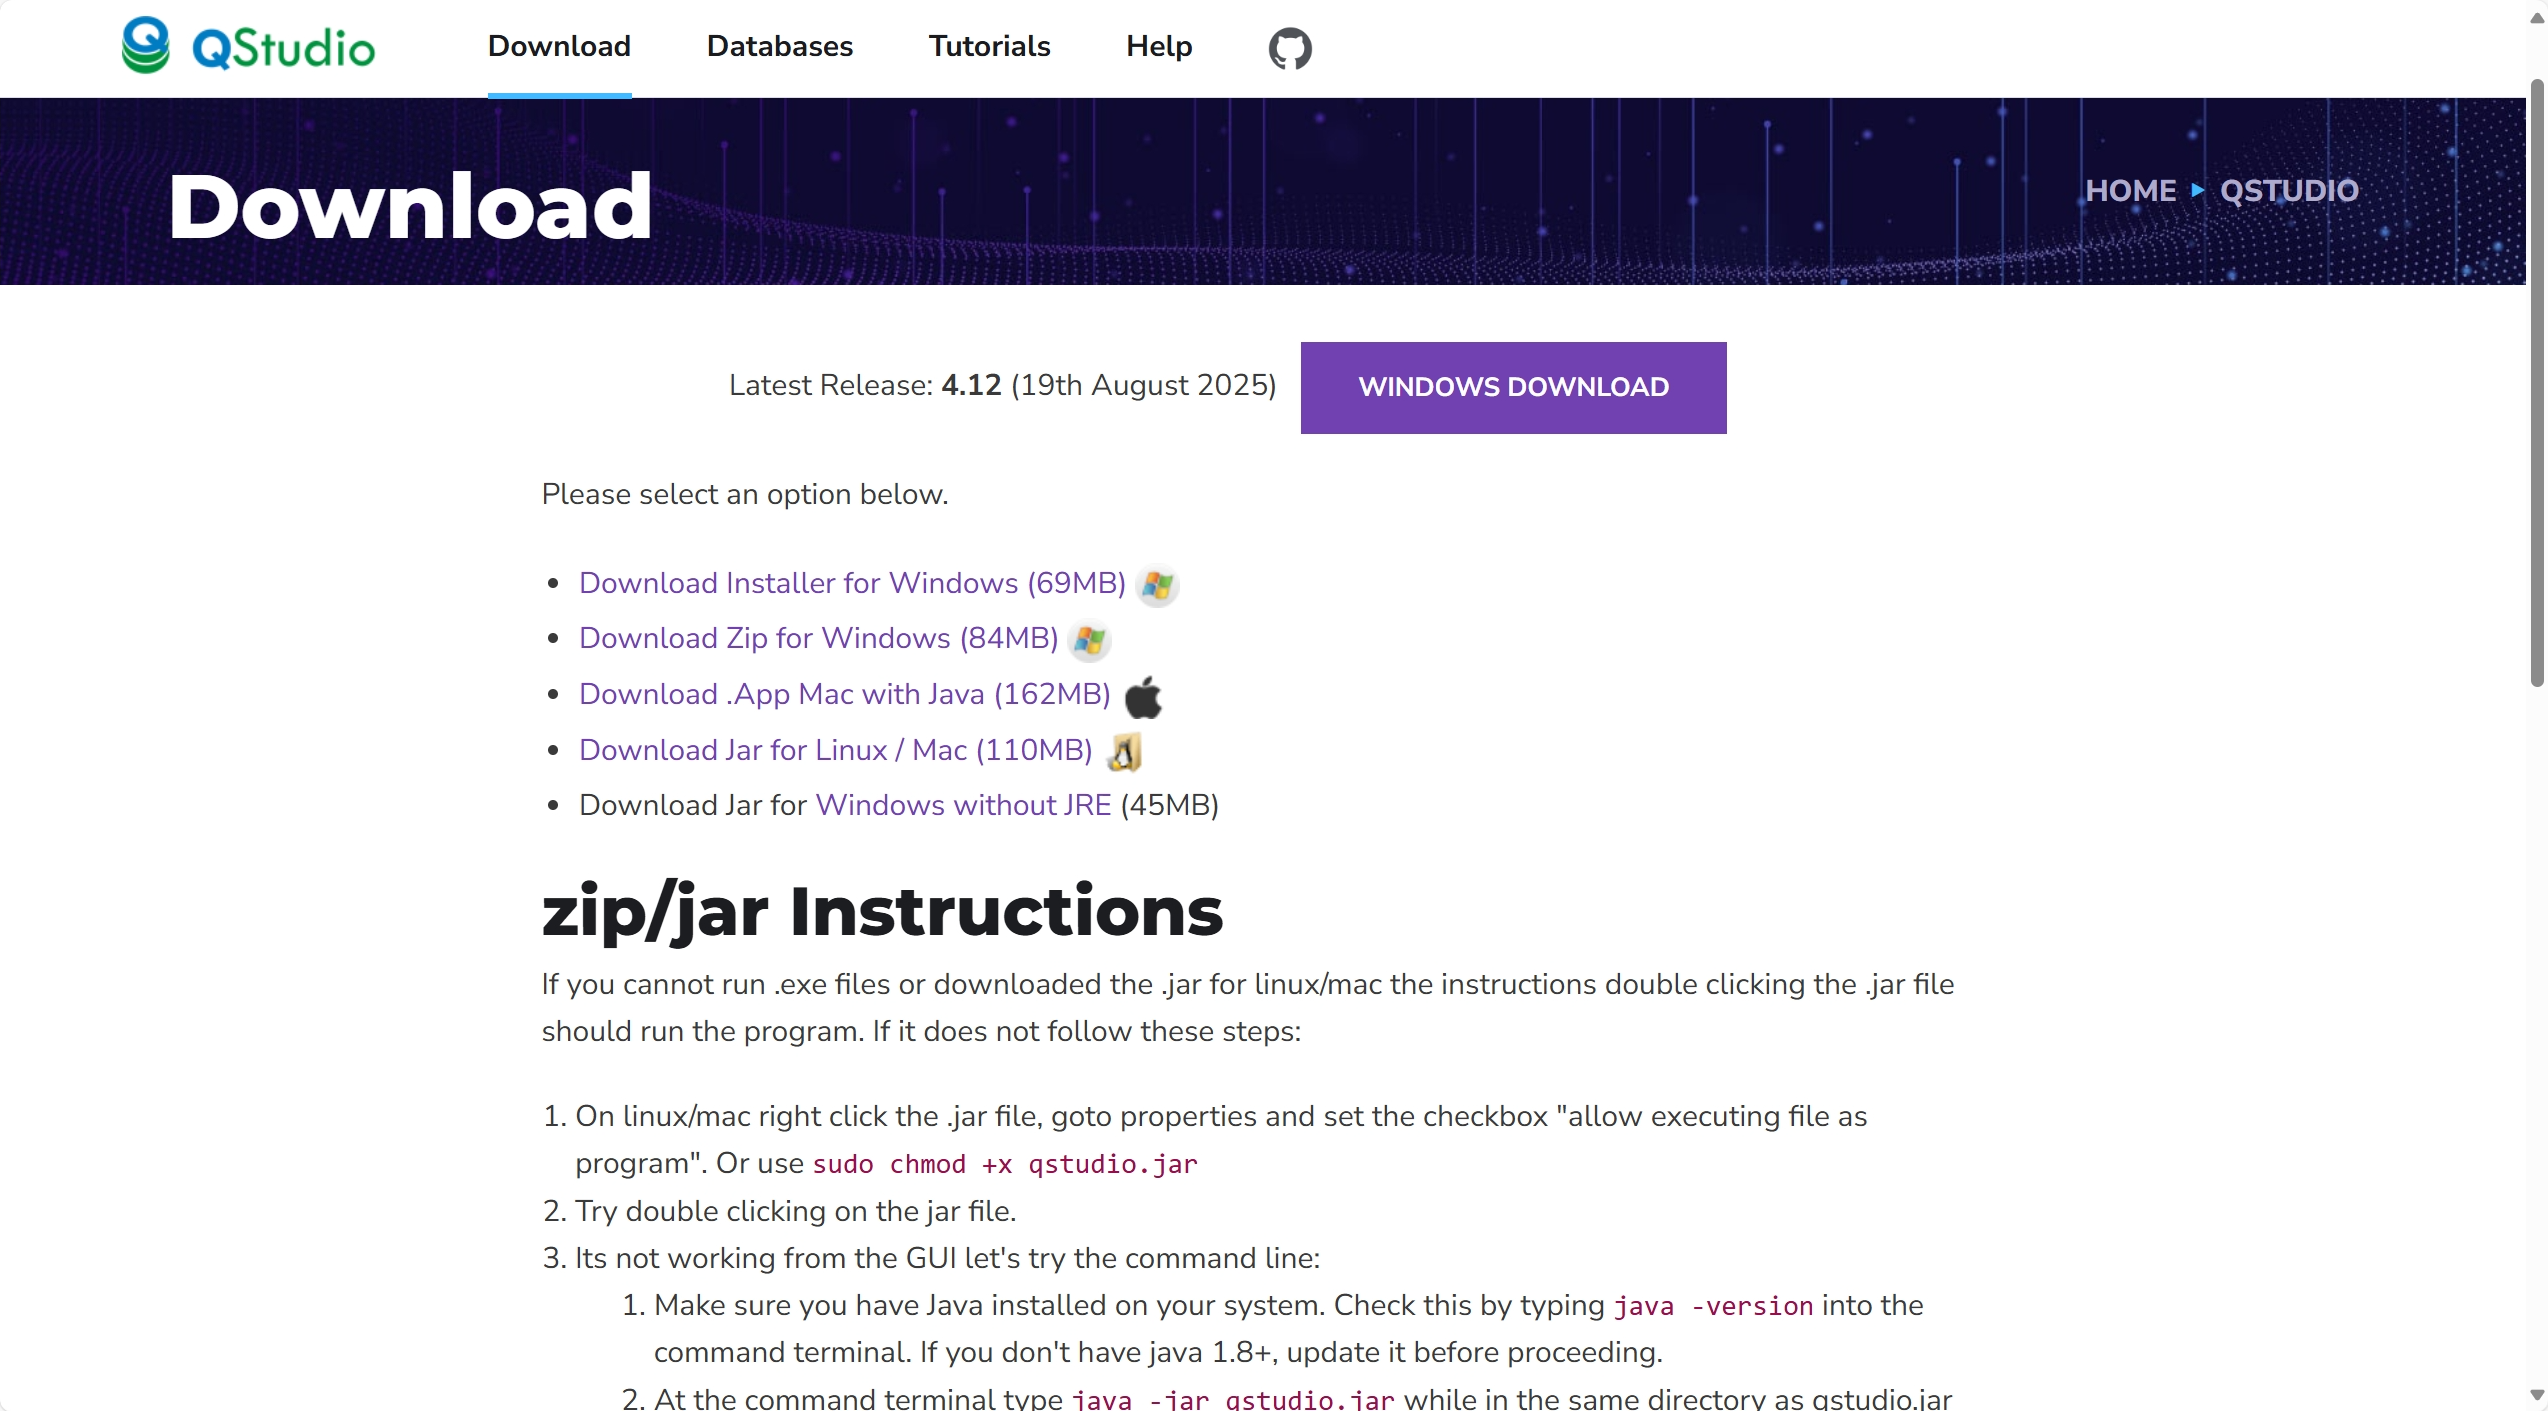 QStudio
Download
Databases
Tutorials
Help
Download
HOME
QSTUDIO
Latest Release: 4.12 (19th August 2025)
WINDOWS DOWNLOAD
Please select an option below.
Download Installer for Windows (69MB)
Download Zip for Windows (84MB)
Download .App Mac with Java (162MB)
Download Jar for Linux / Mac (110MB)
Download Jar for Windows without JRE (45MB)
zip/jar Instructions
If you cannot run .exe files or downloaded the .jar for linux/mac the instructions double clicking the .jar file
should run the program. If it does not follow these steps:
1. On linux/mac right click the .jar file, goto properties and set the checkbox "allow executing file as
program". Or use sudo chmod +x qstudio.jar
2. Try double clicking on the jar file.
3. Its not working from the GUI let's try the command line:
1. Make sure you have Java installed on your system. Check this by typing java -version into the
command terminal. If you don't have java 1.8+, update it before proceeding.
2. At the command terminal type java -jar qstudio.jar while in the same directory as qstudio.jar